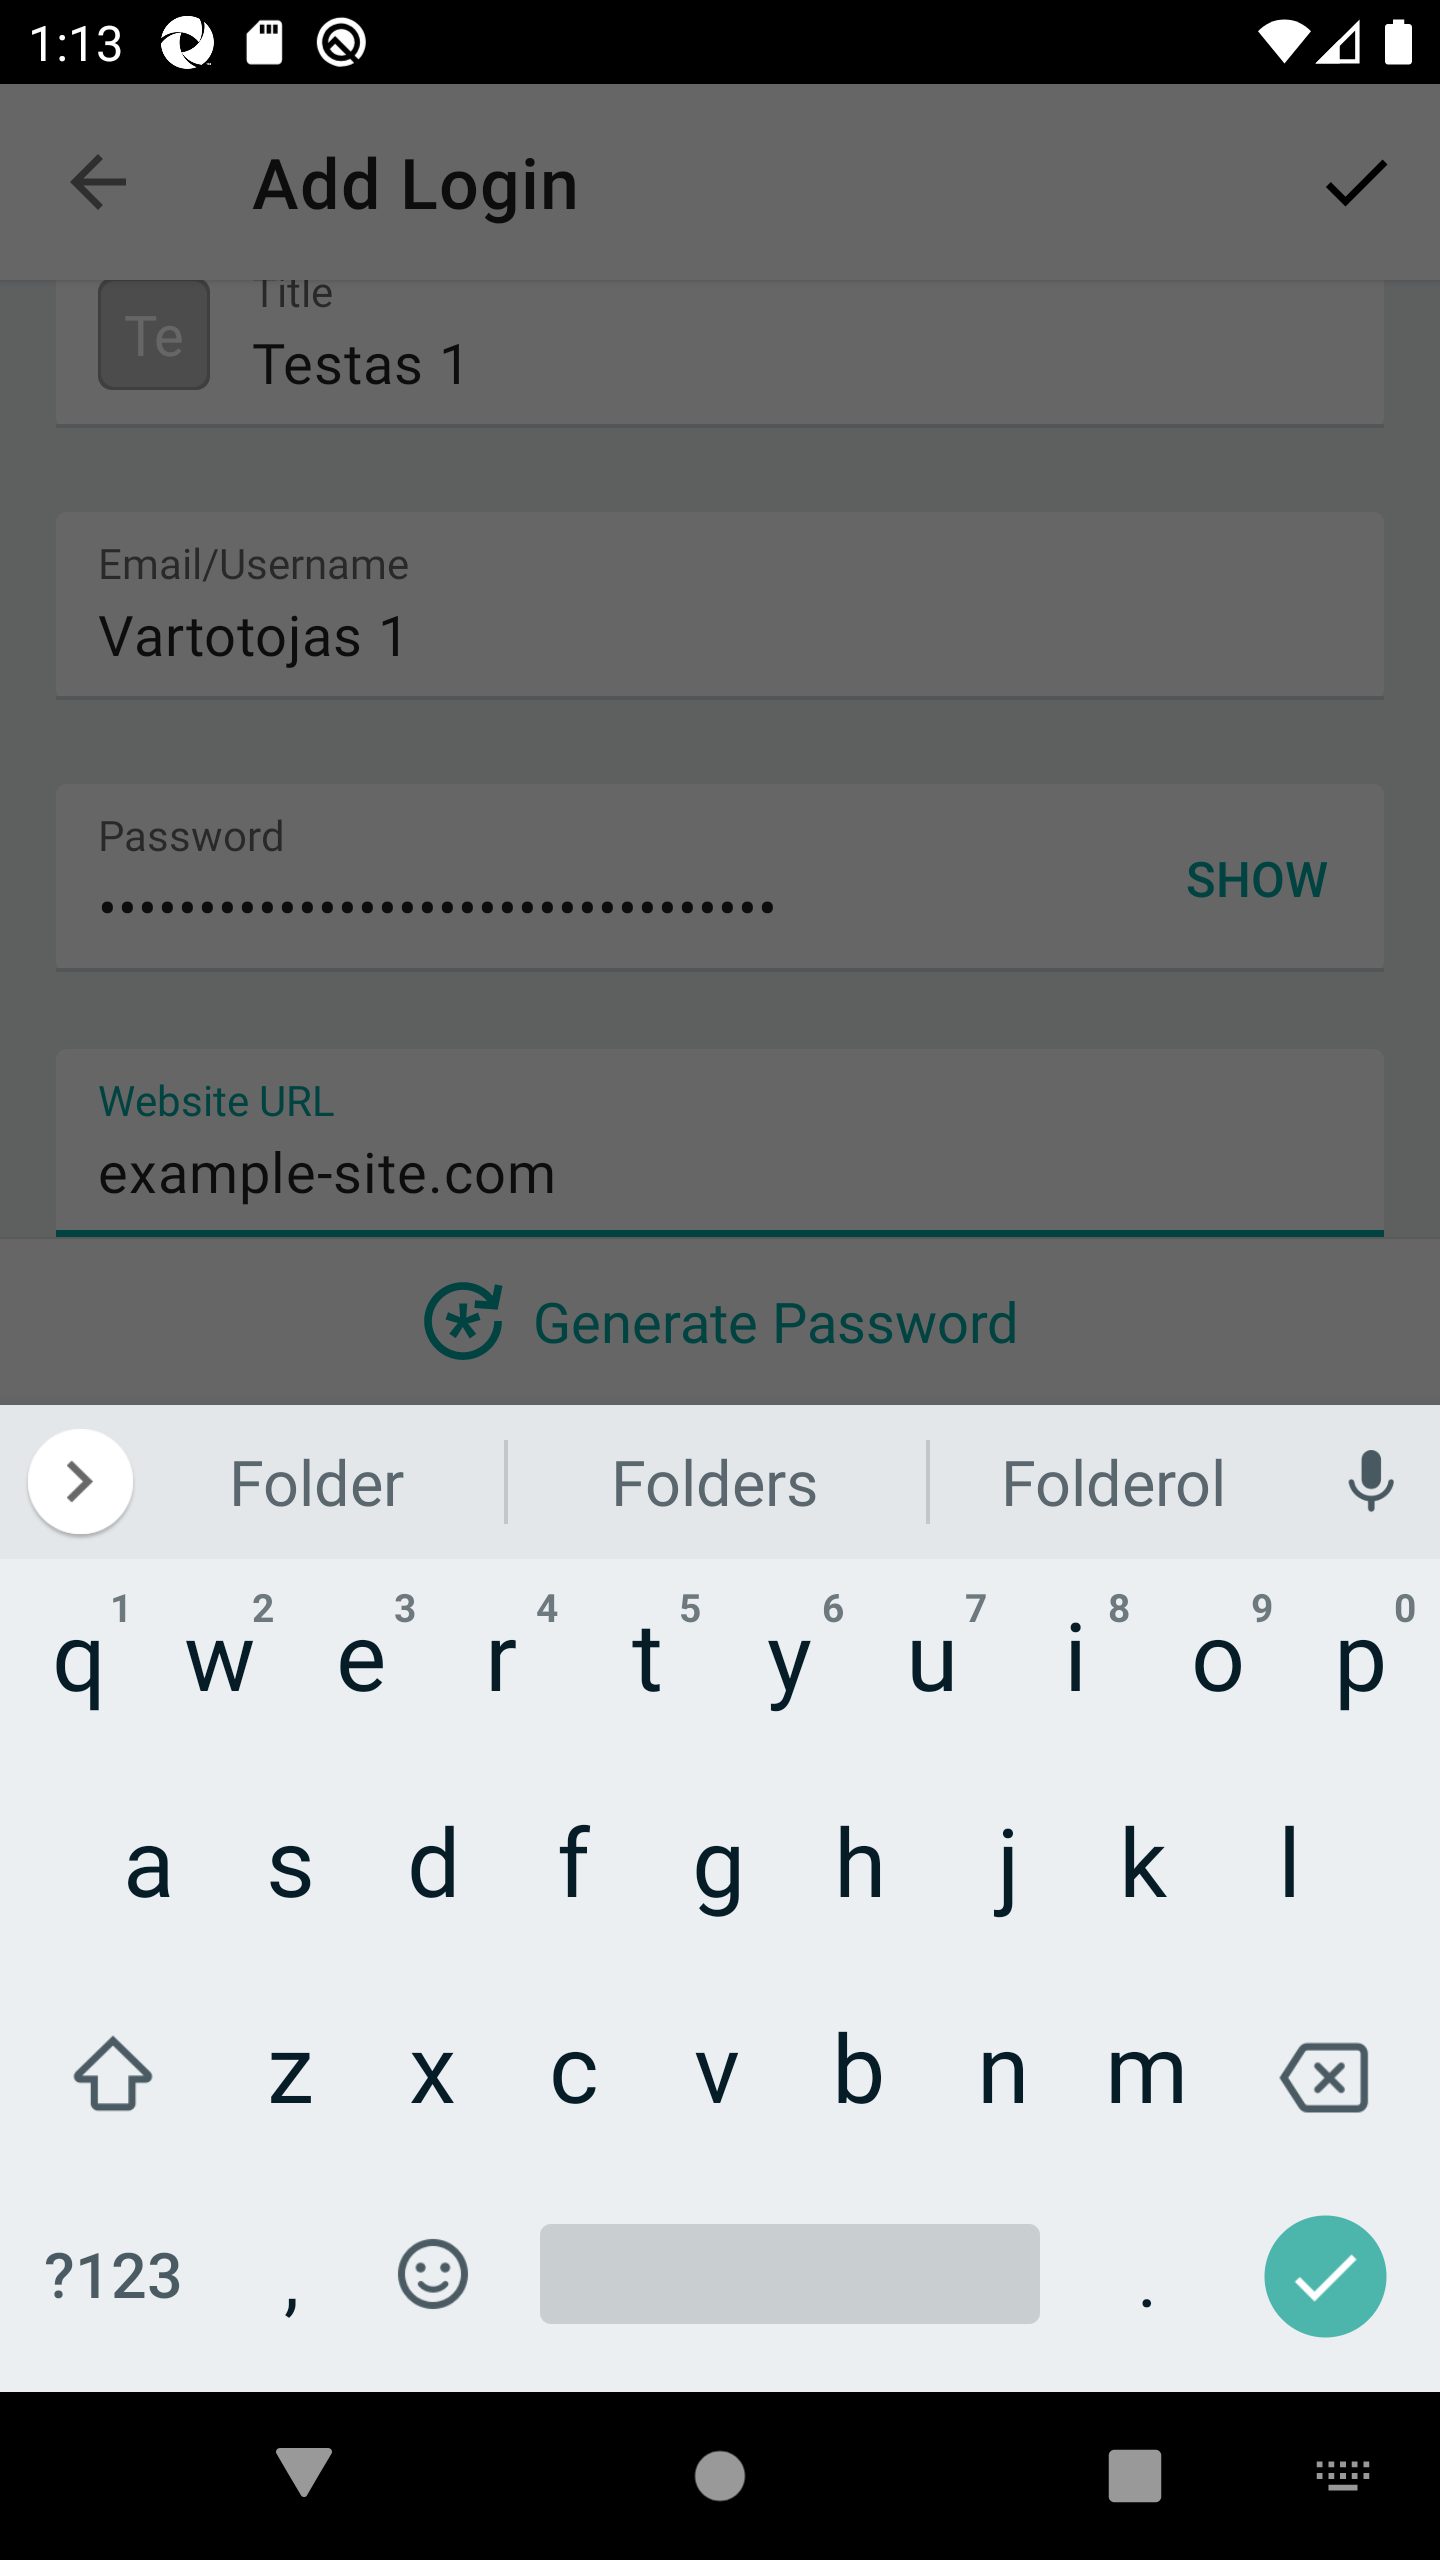 1:13
Add Login
Te
Title
Testas 1
Email/Username
Vartotojas 1
Password
••••••••••••••••••••••••••••••••••
SHOW
Website URL
example-site.com
Generate Password
Folder Folders Folderol
1 2 3 4 5 6 7 8 9 0
q w e r t y u i o p
a s d f g h j k l
z x c v b n m
?123 , .